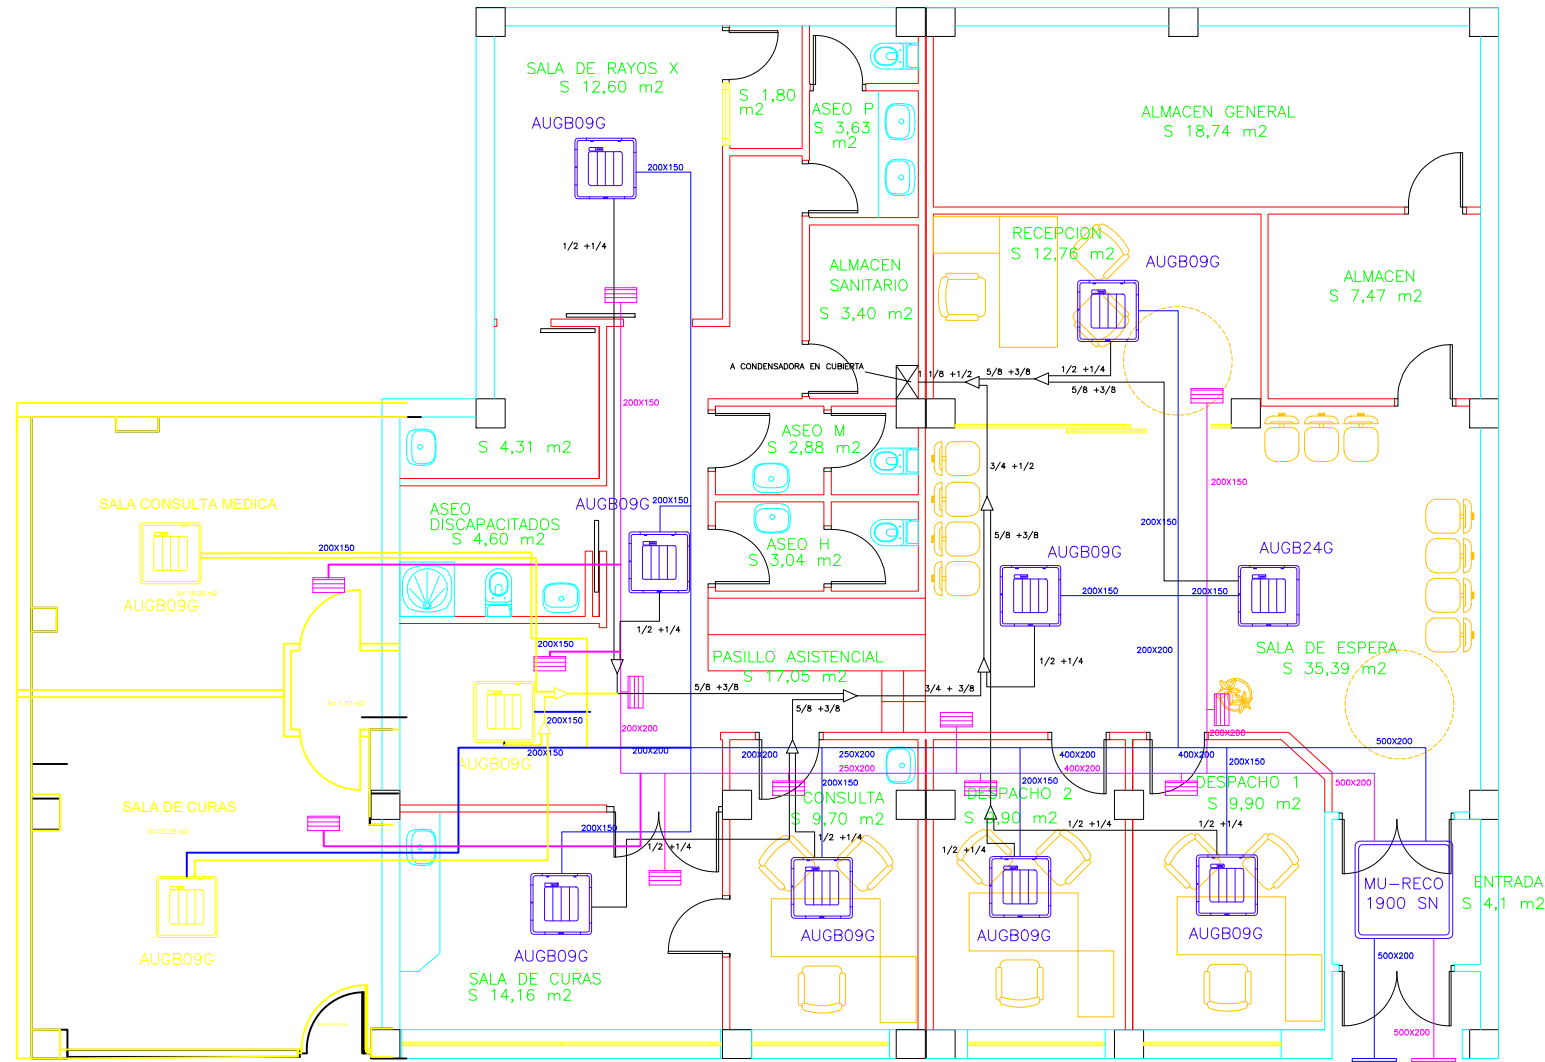 SALA DE RAYOS X
S 12,60 m2
AUGB09G
200X150
1/2 +1/4
S 1,80
m2
ASEO P
S 3,63
m2
ALMACEN GENERAL
S 18,74 m2
RECEPCION
S 12,76 m2
AUGB09G
ALMACEN
SANITARIO
S 3,40 m2
ALMACEN
S 7,47 m2
A CONDENSADORA EN CUBIERTA
1 1/8 +1/2
5/8 +3/8
1/2 +1/4
5/8 +3/8
200X150
S 4,31 m2
ASEO M
S 2,88 m2
3/4 +1/2
200X150
SALA CONSULTA MEDICA
200X150
AUGB09G
ASEO
DISCAPACITADOS
S 4,60 m2
AUGB09G
200X150
ASEO H
S 3,04 m2
5/8 +3/8
200X150
AUGB09G
AUGB24G
200X150
200X150
1/2 +1/4
200X150
PASILLO ASISTENCIAL
S 17,05 m2
1/2 +1/4
200X200
SALA DE ESPERA
S 35,39 m2
5/8 +3/8
5/8 +3/8
3/4 + 3/8
200X150
200X150
AUGB09G
200X200
200X200
200X200
250X200
250X200
400X200
400X200
400X200
200X200
500X200
500X200
SALA DE CURAS
AUGB09G
200X150
1/2 +1/4
AUGB09G
SALA DE CURAS
S 14,16 m2
200X150
CONSULTA
S 9,70 m2
1/2 +1/4
AUGB09G
200X150
DESPACHO 2
1/2 +1/4
1/2 +1/4
AUGB09G
200X150
DESPACHO 1
S 9,90 m2
1/2 +1/4
AUGB09G
MU-RECO
1900 SN
ENTRADA
S 4,1 m2
500X200
500X200